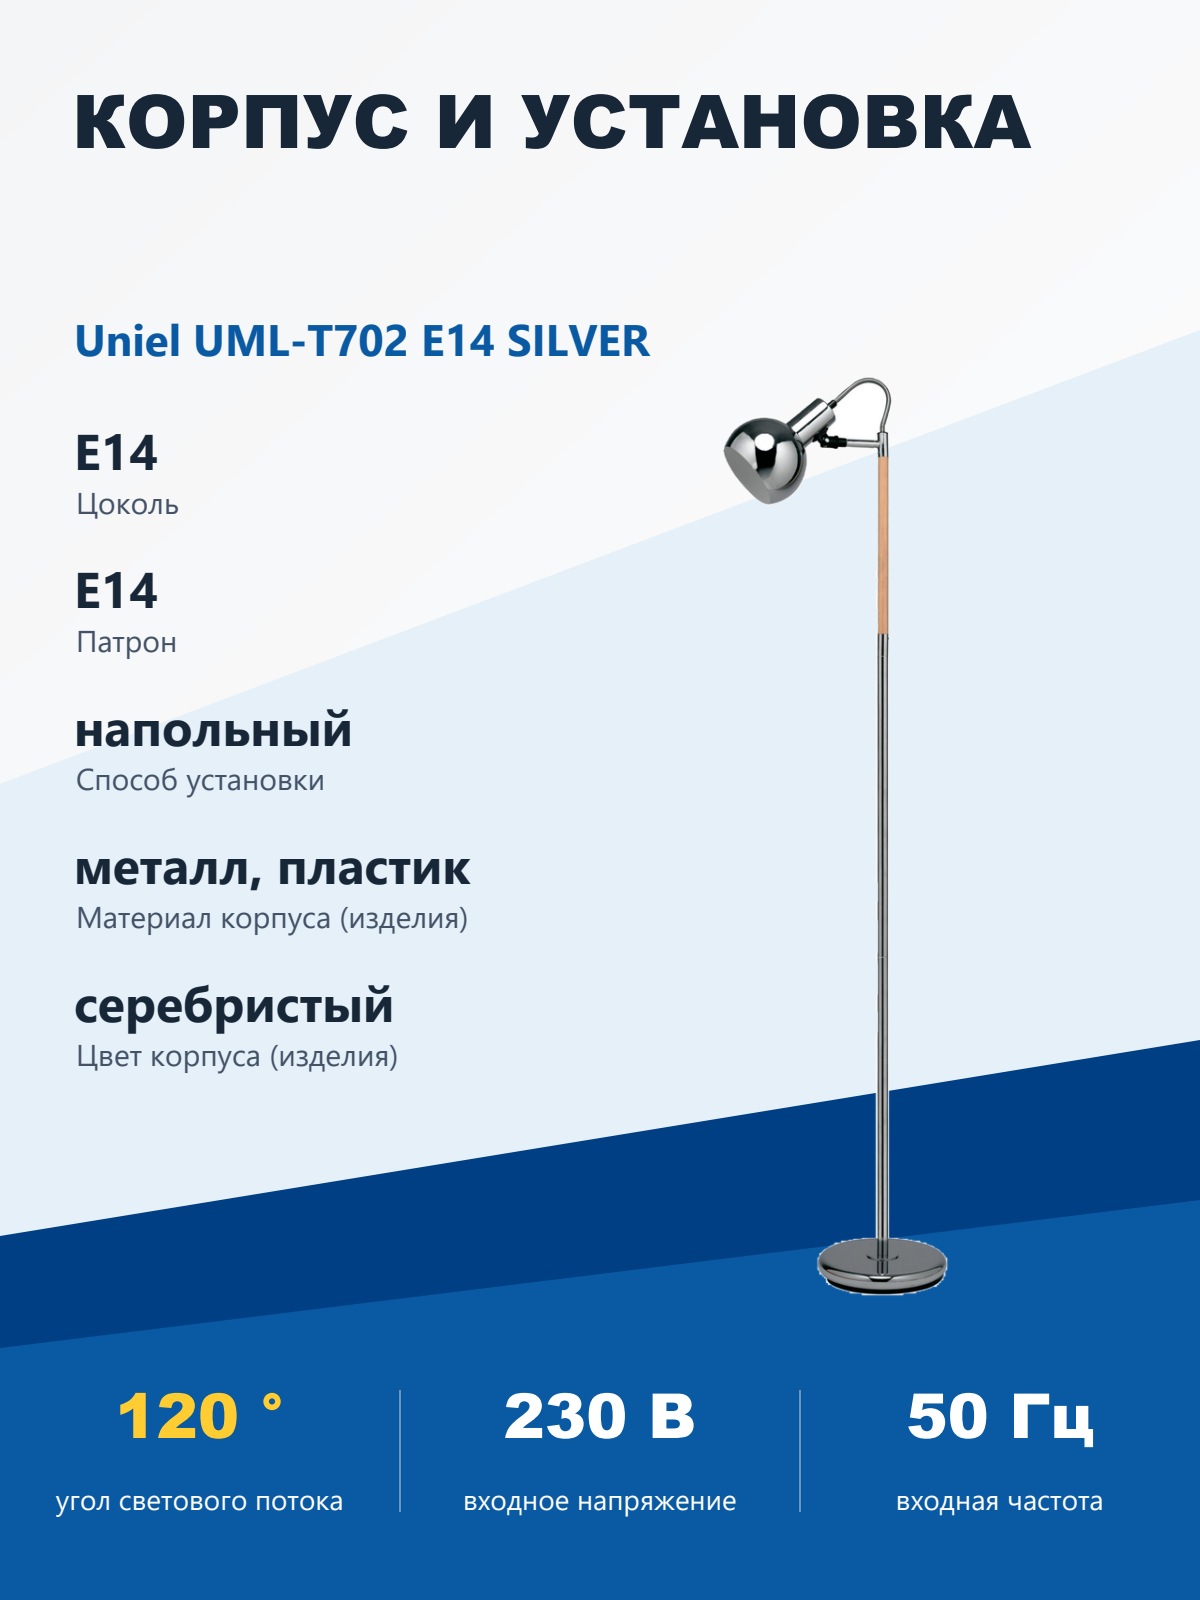 КОРПУС И УСТАНОВКА
Uniel UML-T702 E14 SILVER
E14
Цоколь
E14
Патрон
напольный
Способ установки
металл, пластик
Материал корпуса (изделия)
серебристый
Цвет корпуса (изделия)
120 °
угол светового потока
230 В
входное напряжение
50 Гц
входная частота